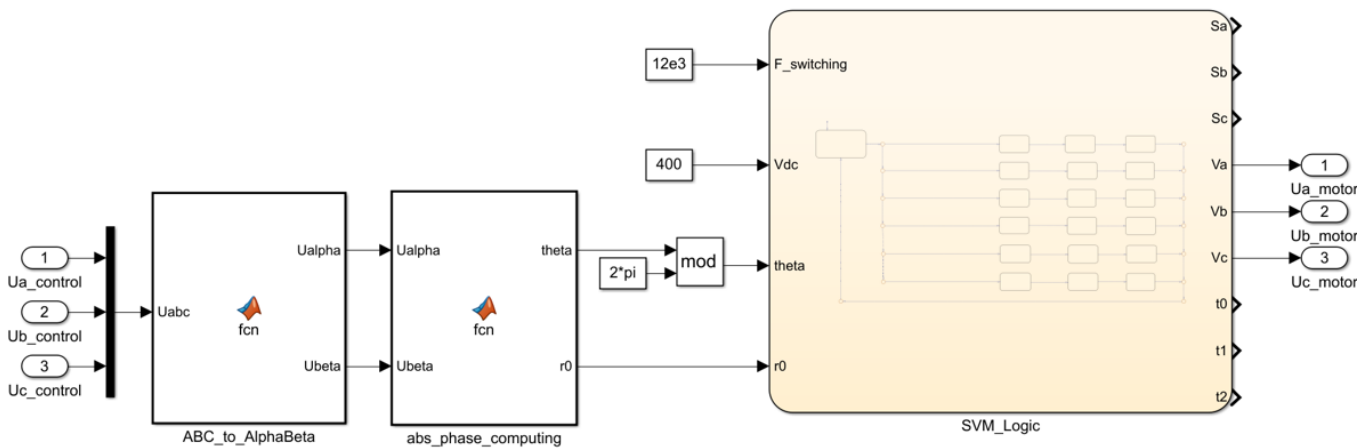 1
Ua_control
2
Ub_control
3
Uc_control
Uabc
Ualpha
fcn
Ubeta
ABC_to_AlphaBeta
Ualpha
theta
fcn
Ubeta
r0
abs_phase_computing
12e3
400
2*pi
mod
F_switching
Vdc
theta
r0
Sa
Sb
Sc
Va
Vb
Vc
t0
t1
t2
SVM_Logic
1
Ua_motor
2
Ub_motor
3
Uc_motor